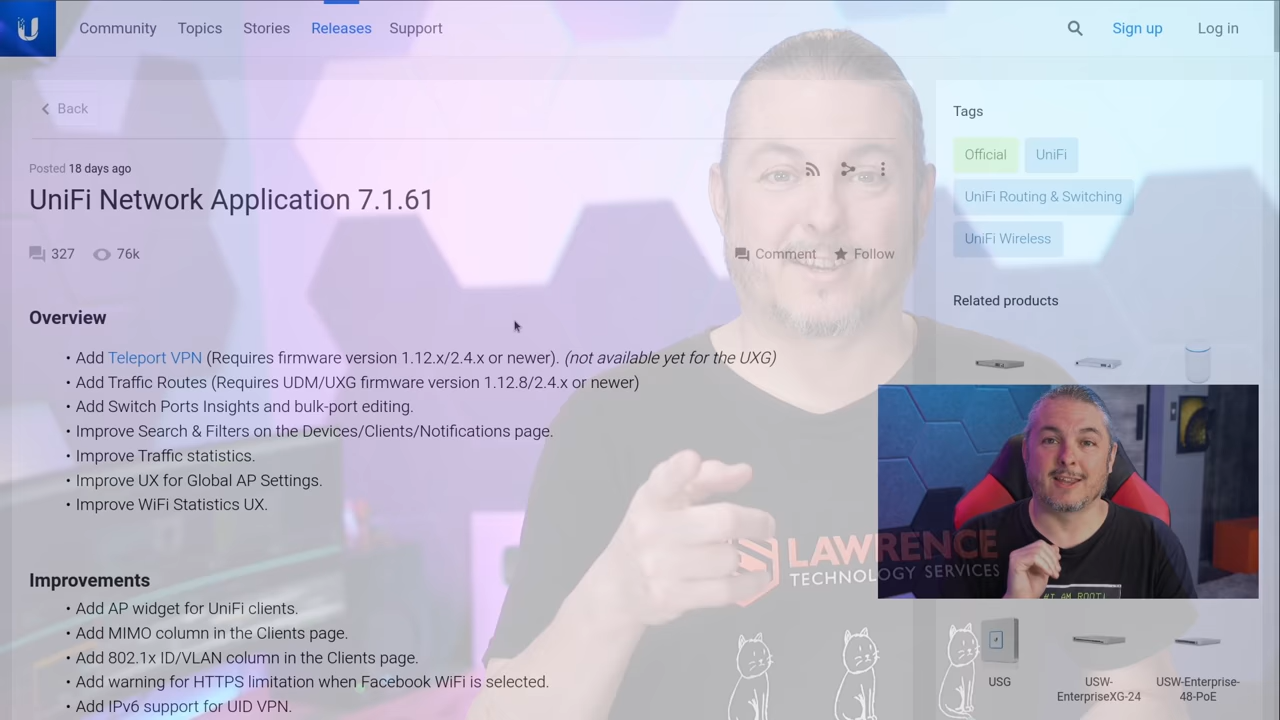 Community Topics Stories Releases Support Sign up Log in
Back
Posted 18 days ago
UniFi Network Application 7.1.61
327 76k Comment Follow
Overview
• Add Teleport VPN (Requires firmware version 1.12.x/2.4.x or newer). (not available yet for the UXG)
• Add Traffic Routes (Requires UDM/UXG firmware version 1.12.8/2.4.x or newer)
• Add Switch Ports Insights and bulk-port editing.
• Improve Search & Filters on the Devices/Clients/Notifications page.
• Improve Traffic statistics.
• Improve UX for Global AP Settings.
• Improve WiFi Statistics UX.
Improvements
• Add AP widget for UniFi clients.
• Add MIMO column in the Clients page.
• Add 802.1x ID/VLAN column in the Clients page.
• Add warning for HTTPS limitation when Facebook WiFi is selected.
• Add IPv6 support for UID VPN.
Tags
Official UniFi
UniFi Routing & Switching
UniFi Wireless
Related products
LAWRENCE
TECHNOLOGY SERVICES
#I AM ROOT!
USG
USW-
EnterpriseXG-24
USW-Enterprise-
48-PoE